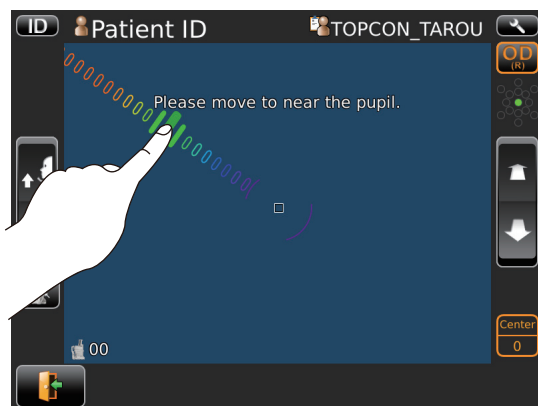 ID Patient ID TOPCON_TAROU
OD
(R)
Please move to near the pupil.
Center
0
00